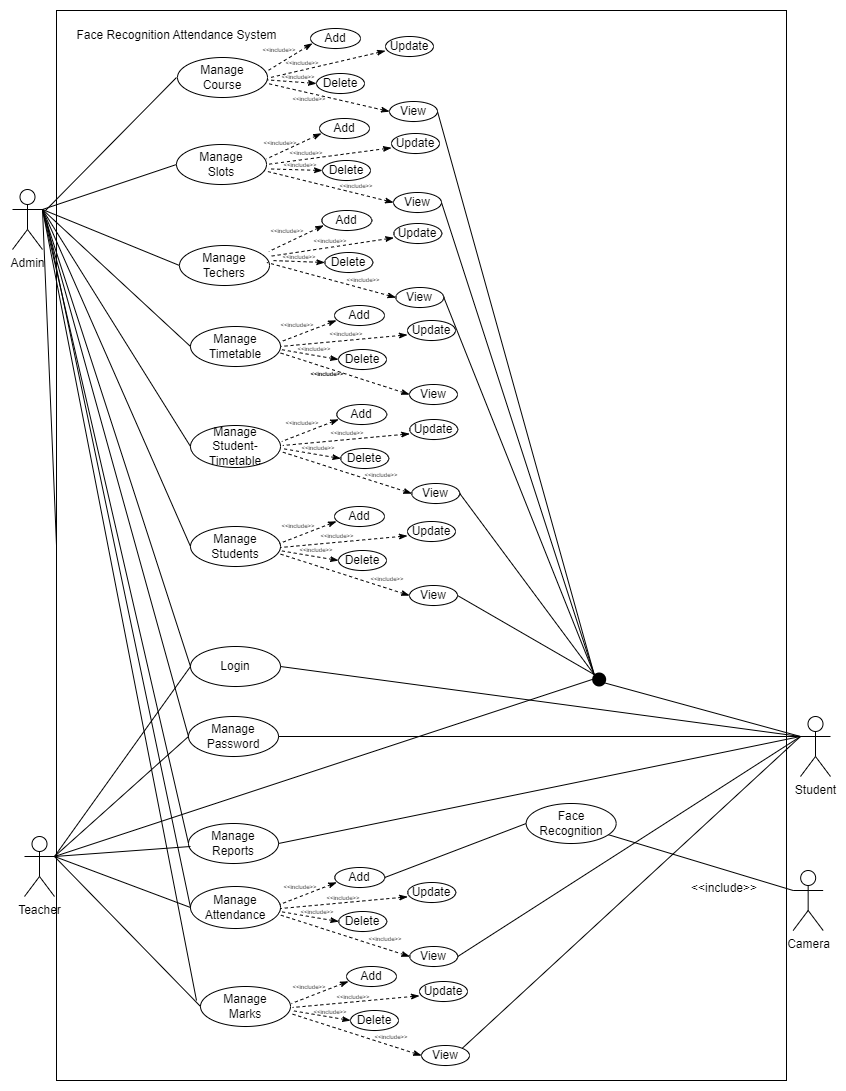 Face Recognition Attendance System
Add
<<include>>
Update
Manage
Course
<<include>>
<<include>>
Delete
<<include>>
View
Add
<<include>>
Update
Manage
Slots
<<include>>
<<include>>
Delete
<<include>>
View
Add
<<include>>
Update
Manage
Techers
<<include>>
<<include>>
Delete
<<include>>
View
Admin
Add
<<include>>
Update
Manage
Timetable
<<include>>
<<include>>
Delete
<<include>>
View
Add
<<include>>
Update
Manage
Student-
Timetable
<<include>>
<<include>>
Delete
<<include>>
View
Add
<<include>>
Update
Manage
Students
<<include>>
<<include>>
Delete
<<include>>
View
Login
Manage
Password
Student
Face
Recognition
Manage
Reports
Add
<<include>>
Update
<<include>>
Manage
Attendance
<<include>>
<<include>>
Delete
<<include>>
View
Teacher
Camera
Add
<<include>>
Update
Manage
Marks
<<include>>
<<include>>
Delete
<<include>>
View